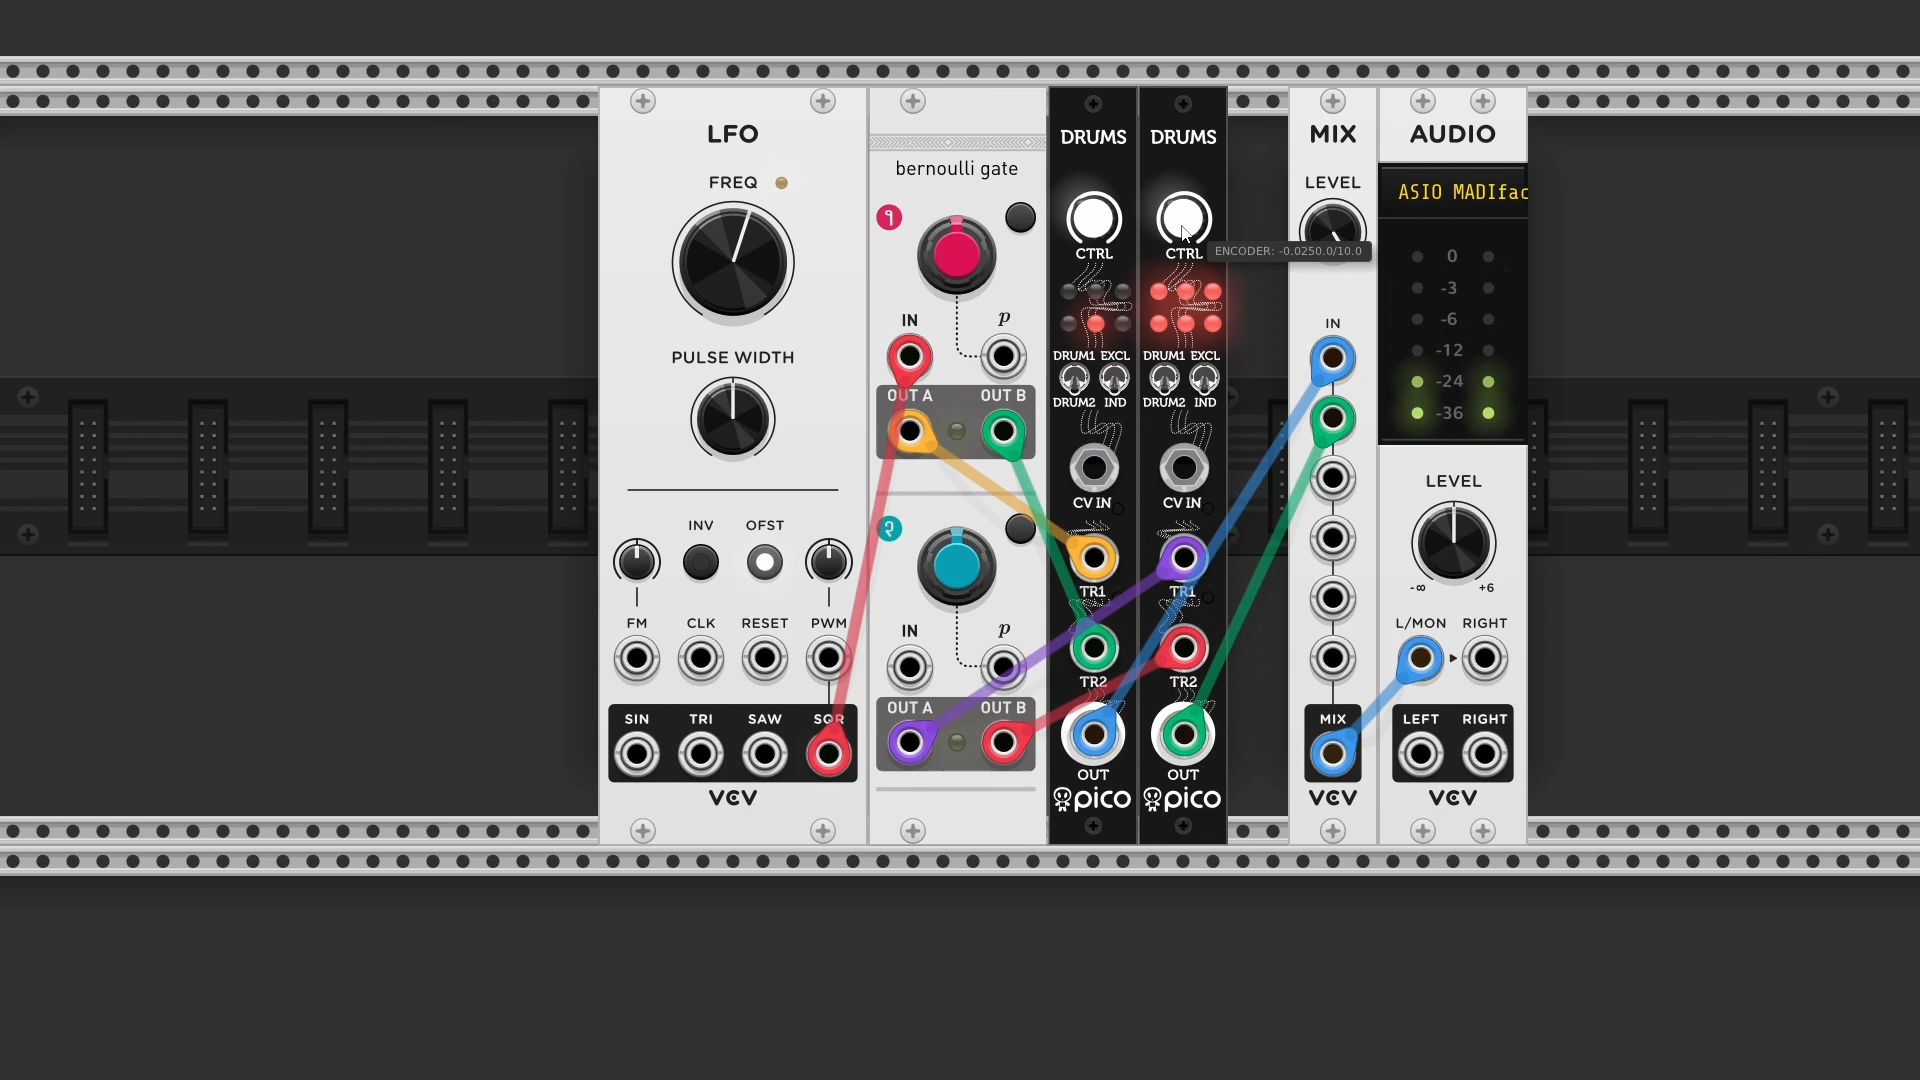 LFO
FREQ
PULSE WIDTH
INV
OFST
FM
CLK
RESET
PWM
SIN
TRI
SAW
SQR
VCV
bernoulli gate
१
IN
p
OUT A
OUT B
२
IN
p
OUT A
OUT B
DRUMS
CTRL
DRUM1
EXCL
DRUM2
IND
CV IN
TR1
TR2
OUT
pico
DRUMS
CTRL
DRUM1
EXCL
DRUM2
IND
CV IN
TR1
TR2
OUT
pico
ENCODER: -0.0250.0/10.0
MIX
LEVEL
IN
MIX
VCV
AUDIO
ASIO MADIfac
0
-3
-6
-12
-24
-36
LEVEL
-∞
+6
L/MON
RIGHT
LEFT
RIGHT
VCV